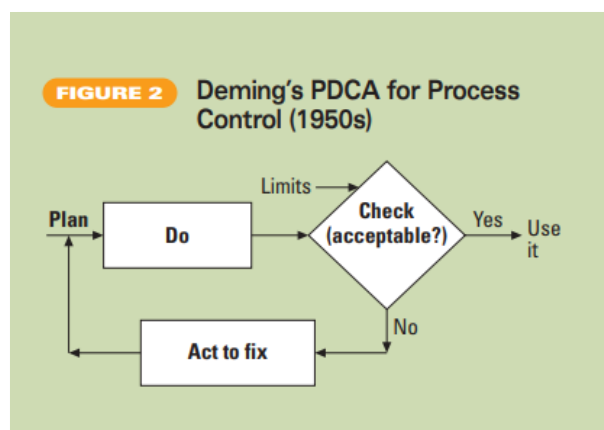 FIGURE 2
Deming's PDCA for Process
Control (1950s)
Limits
Plan
Do
Check
(acceptable?)
Yes
Use
it
No
Act to fix